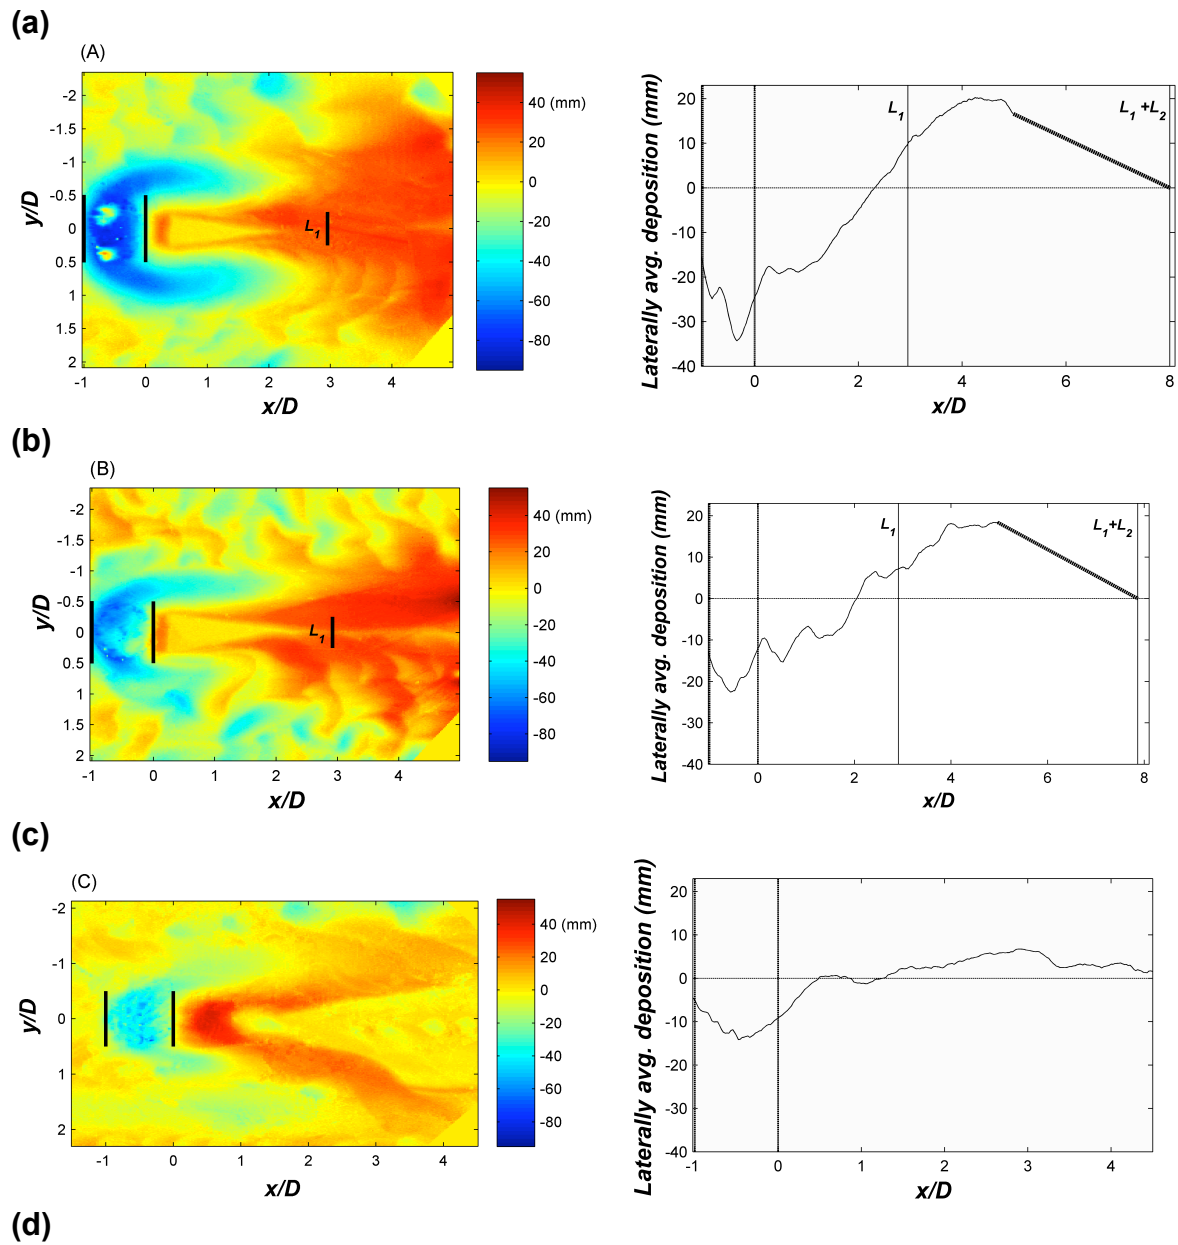 (a)
(A)
-2
-1.5
-1
-0.5
0
0.5
1
1.5
2
y/D
-1 0 1 2 3 4
x/D
L1
40 (mm)
20
0
-20
-40
-60
-80
Laterally avg. deposition (mm)
20
10
0
-10
-20
-30
-40
L1
L1 +L2
0 2 4 6 8
x/D
(b)
(B)
-2
-1.5
-1
-0.5
0
0.5
1
1.5
2
y/D
-1 0 1 2 3 4
x/D
L1
40 (mm)
20
0
-20
-40
-60
-80
Laterally avg. deposition (mm)
20
10
0
-10
-20
-30
-40
L1
L1+L2
0 2 4 6 8
x/D
(c)
(C)
-2
-1
0
1
2
y/D
-1 0 1 2 3 4
x/D
40 (mm)
20
0
-20
-40
-60
-80
Laterally avg. deposition (mm)
20
10
0
-10
-20
-30
-40
-1 0 1 2 3 4
x/D
(d)